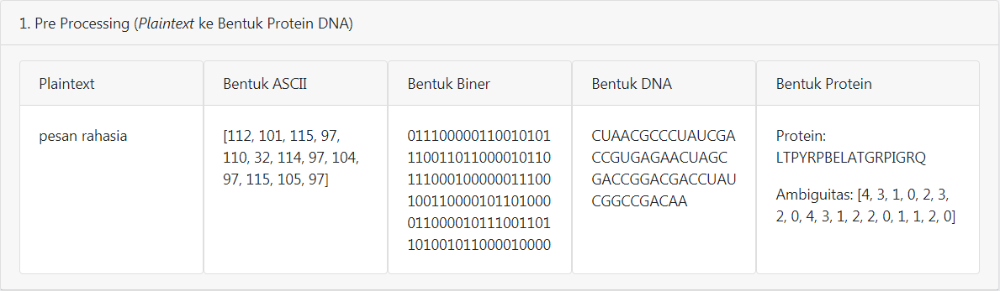 1. Pre Processing (Plaintext ke Bentuk Protein DNA)
Plaintext
Bentuk ASCII
Bentuk Biner
Bentuk DNA
Bentuk Protein
pesan rahasia
[112, 101, 115, 97,
110, 32, 114, 97, 104,
97, 115, 105, 97]
011100000110010101
110011011000010110
111000100000011100
100110000101101000
011000010111001101
101001011000010000
CUAACGCCCUAUCGA
CCGUGAGAACUAGC
GACCGGACGACCUAU
CGGCCGACAA
Protein:
LTPYRPBELATGRPIGRQ
Ambiguitas: [4, 3, 1, 0, 2, 3,
2, 0, 4, 3, 1, 2, 2, 0, 1, 1, 2, 0]